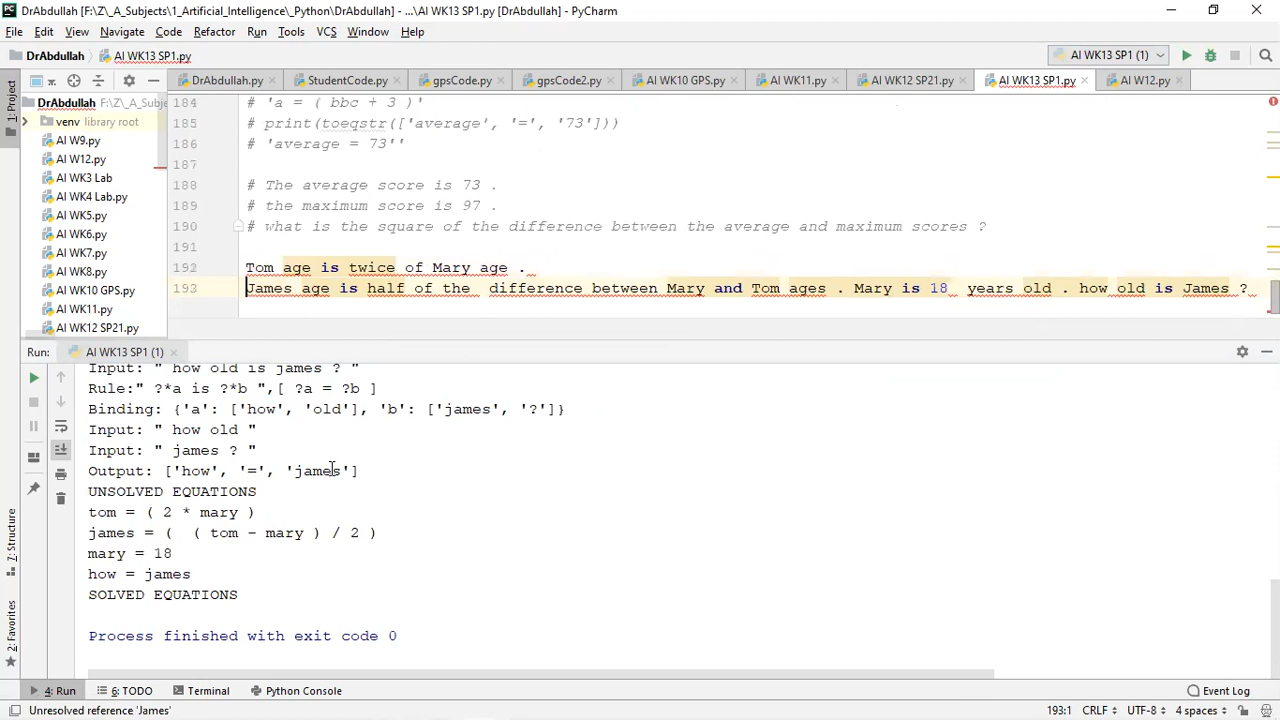 DrAbdullah [F:\Z\_A_Subjects\1_Artificial_Intelligence\_Python\DrAbdullah] - ...\AI WK13 SP1.py [DrAbdullah] - PyCharm
File Edit View Navigate Code Refactor Run Tools VCS Window Help
DrAbdullah AI WK13 SP1.py AI WK13 SP1 (1)
DrAbdullah.py StudentCode.py gpsCode.py gpsCode2.py AI WK10 GPS.py AI WK11.py AI WK12 SP21.py AI WK13 SP1.py AI W12.py
1: Project
DrAbdullah F:\Z\_A_Subje
venv library root
AI W9.py
AI W12.py
AI WK3 Lab
AI WK4 Lab.py
AI WK5.py
AI WK6.py
AI WK7.py
AI WK8.py
AI WK10 GPS.py
AI WK11.py
AI WK12 SP21.py
184 # 'a = ( bbc + 3 )'
185 # print(toeqstr(['average', '=', '73']))
186 # 'average = 73''
187
188 # The average score is 73 .
189 # the maximum score is 97 .
190 # what is the square of the difference between the average and maximum scores ?
191
192 Tom age is twice of Mary age .
193 James age is half of the difference between Mary and Tom ages . Mary is 18 years old . how old is James ?
Run: AI WK13 SP1 (1)
Input: " how old is james ? "
Rule:" ?*a is ?*b ",[ ?a = ?b ]
Binding: {'a': ['how', 'old'], 'b': ['james', '?']}
Input: " how old "
Input: " james ? "
Output: ['how', '=', 'james']
UNSOLVED EQUATIONS
tom = ( 2 * mary )
james = ( ( tom - mary ) / 2 )
mary = 18
how = james
SOLVED EQUATIONS
Process finished with exit code 0
Z: Structure
2: Favorites
4: Run 6: TODO Terminal Python Console Event Log
Unresolved reference 'James' 193:1 CRLF UTF-8 4 spaces